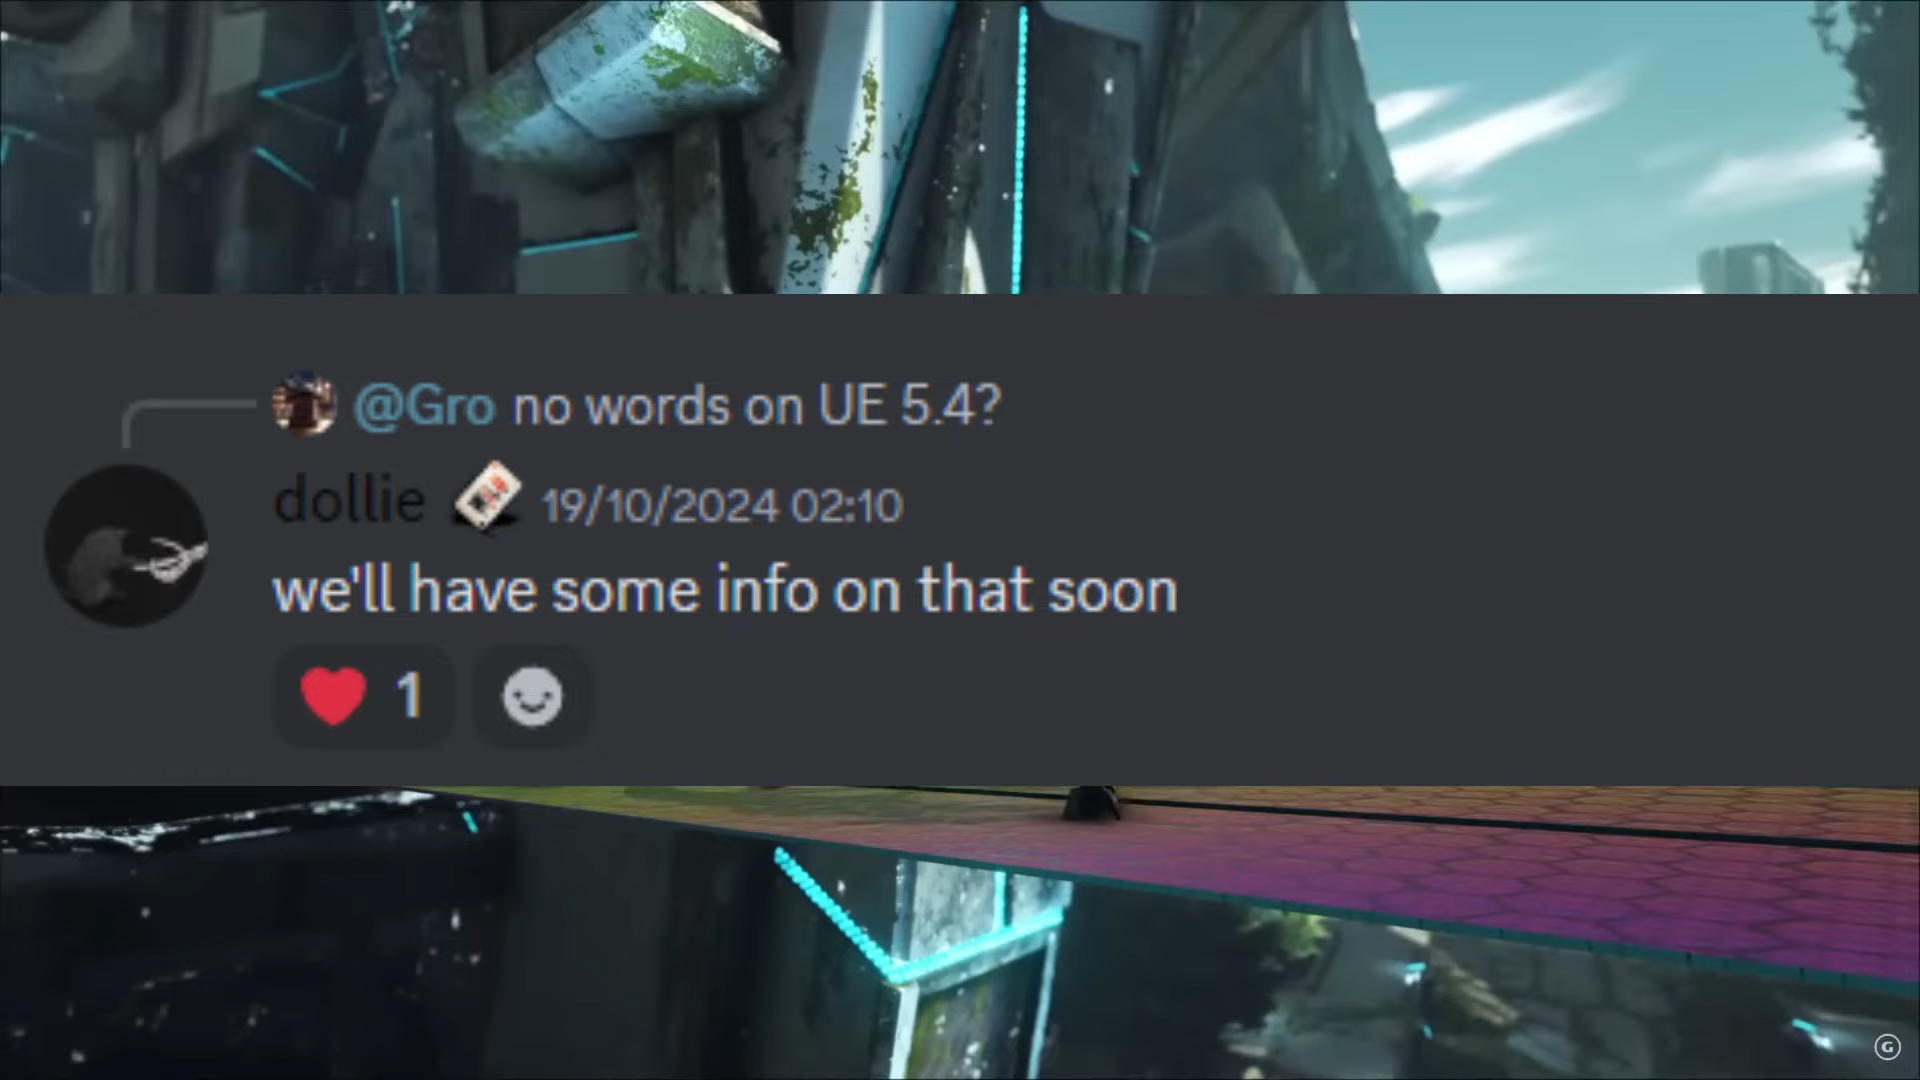 @Gro no words on UE 5.4?
dollie 19/10/2024 02:10
we'll have some info on that soon
1
G